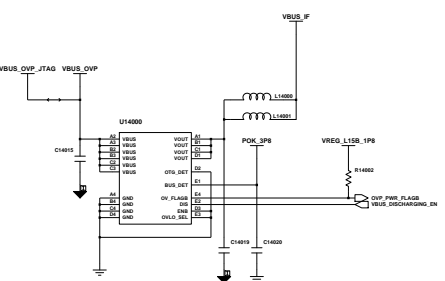 VBUS_IF
VBUS_OVP_JTAG VBUS_OVP
L14000
L14001
U14000
POK_3P8
VREG_L15B_1P8
C14015
R14002
A2 VBUS VOUT A1
A3 VBUS VOUT B1
B2 VBUS VOUT C1
B3 VBUS VOUT D1
C2 VBUS
C3 VBUS OTG_DET D2
BUS_DET E1
A4 GND OV_FLAGB E4
B4 GND DIS E2
C4 GND ENB D3
D4 GND OVLO_SEL E3
OVP_PWR_FLAGB
VBUS_DISCHARGING_EN
C14019
C14020